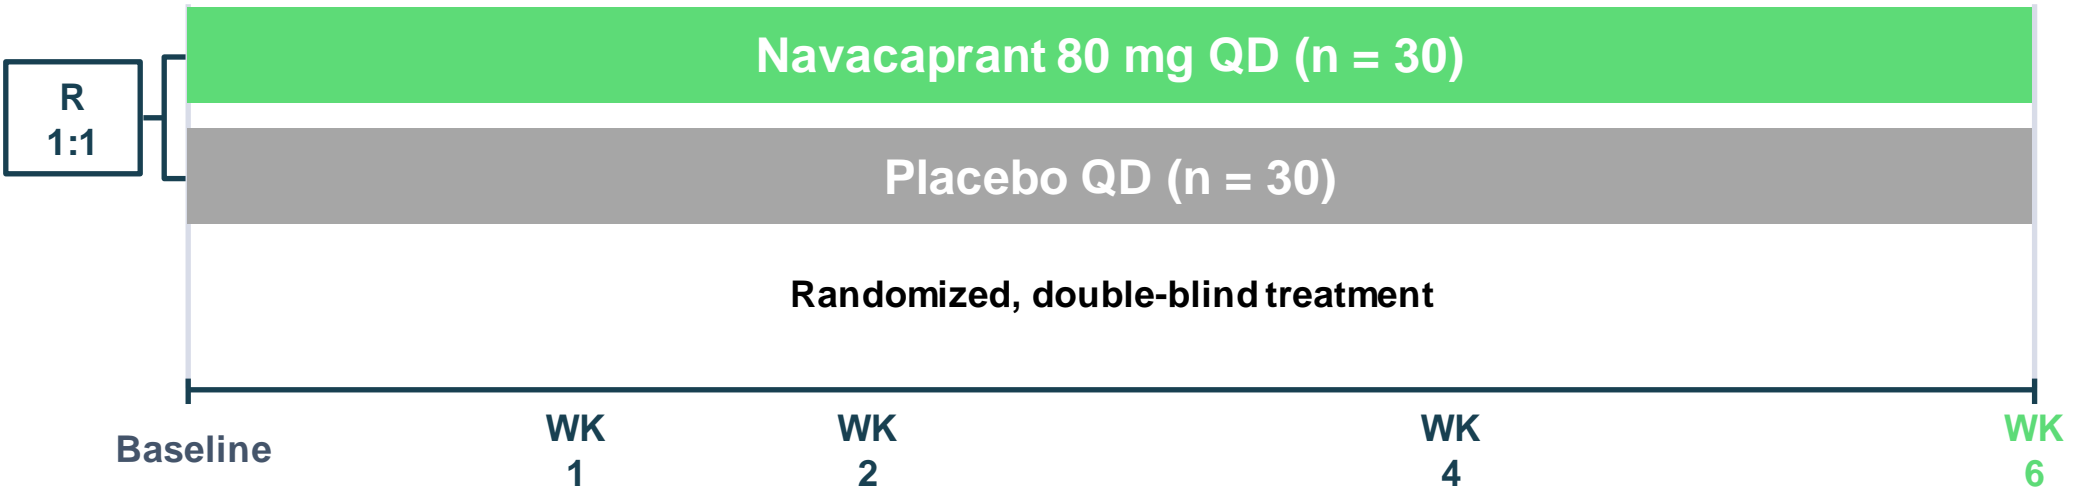 Navacaprant 80 mg QD (n = 30)
R
1:1
Placebo QD (n = 30)
Randomized, double-blind treatment
Baseline
WK
1
WK
2
WK
4
WK
6